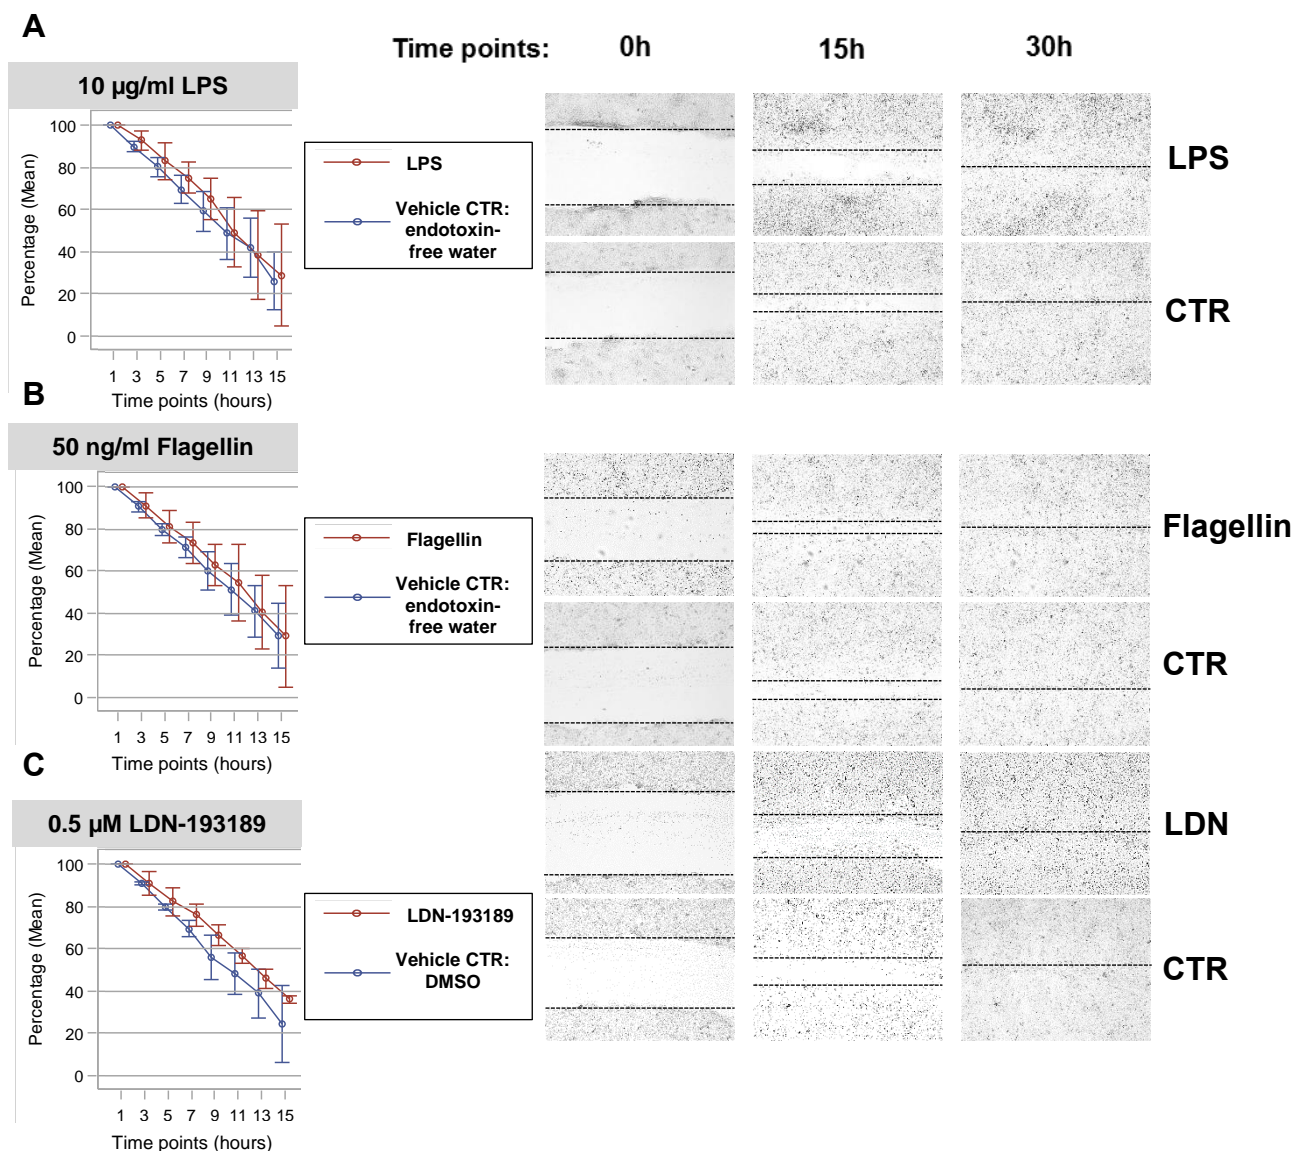 A
Time points: 0h 15h 30h
10 µg/ml LPS
100
80
60
40
20
0
Percentage (Mean)
1 3 5 7 9 11 13 15
Time points (hours)
LPS
Vehicle CTR:
endotoxin-
free water
LPS
CTR
B
50 ng/ml Flagellin
100
80
60
40
20
0
Percentage (Mean)
1 3 5 7 9 11 13 15
Time points (hours)
Flagellin
Vehicle CTR:
endotoxin-
free water
Flagellin
CTR
C
0.5 µM LDN-193189
100
80
60
40
20
0
Percentage (Mean)
1 3 5 7 9 11 13 15
Time points (hours)
LDN-193189
Vehicle CTR:
DMSO
LDN
CTR